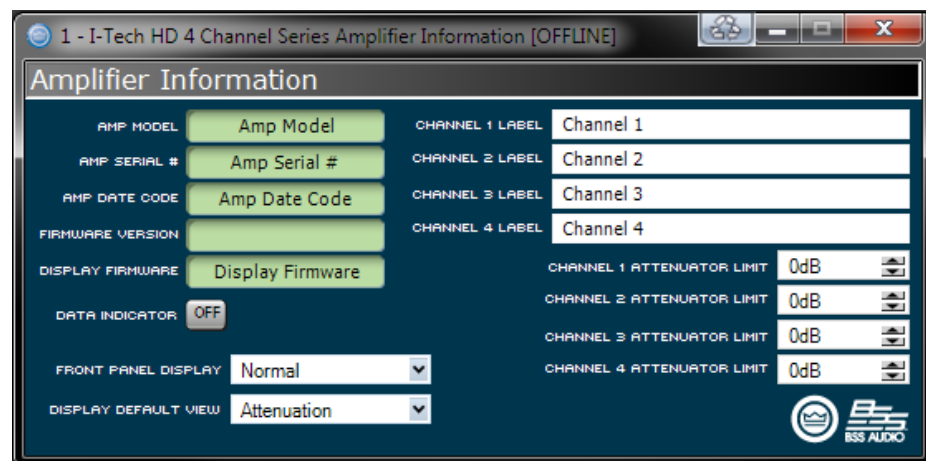 1 - I-Tech HD 4 Channel Series Amplifier Information [OFFLINE]
Amplifier Information
AMP MODEL Amp Model
AMP SERIAL # Amp Serial #
AMP DATE CODE Amp Date Code
FIRMWARE VERSION
DISPLAY FIRMWARE Display Firmware
DATA INDICATOR OFF
FRONT PANEL DISPLAY Normal
DISPLAY DEFAULT VIEW Attenuation
CHANNEL 1 LABEL Channel 1
CHANNEL 2 LABEL Channel 2
CHANNEL 3 LABEL Channel 3
CHANNEL 4 LABEL Channel 4
CHANNEL 1 ATTENUATOR LIMIT 0dB
CHANNEL 2 ATTENUATOR LIMIT 0dB
CHANNEL 3 ATTENUATOR LIMIT 0dB
CHANNEL 4 ATTENUATOR LIMIT 0dB
BSS
BSS AUDIO